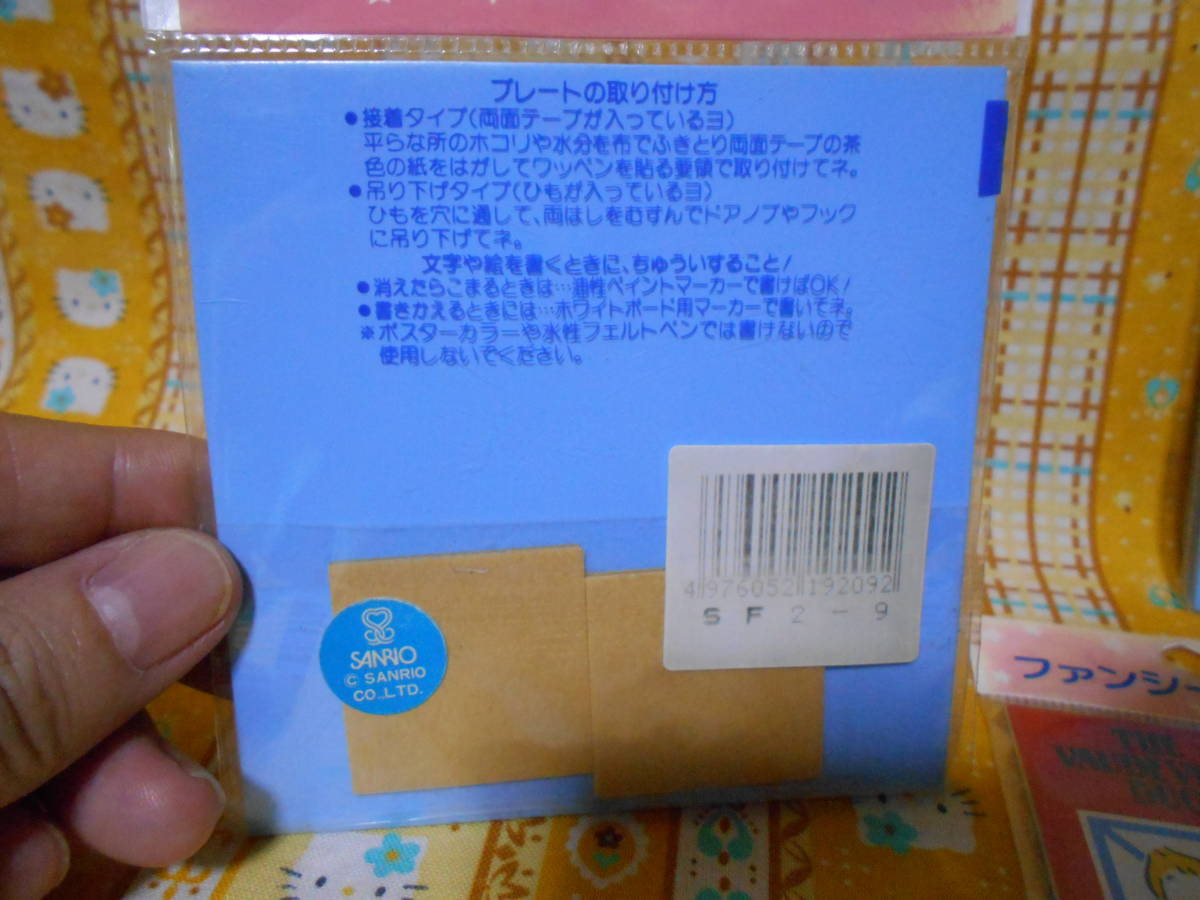 プレートの取り付け方
●接着タイプ(両面テープが入っているヨ)
平らな所のホコリや水分を布でふきとり両面テープの茶
色の紙をはがしてワッペンを貼る要領で取り付けてネ。
●吊り下げタイプ(ひもが入っているヨ)
ひもを穴に通して、両はしをむすんでドアノブやフック
に吊り下げてネ。
文字や絵を書くときに、ちゅういすること!
●消えたらこまるときは…油性ペイントマーカーで書けばOK!
●書きかえるときには…ホワイトボード用マーカーで書いてネ。
※ポスターカラーや水性フェルトペンでは書けないので
使用しないでください。
4 976052 192092
SF2-9
SANRIO
© SANRIO
CO.,LTD.
ファンシー
THE
VAUDEVILLE
DUO